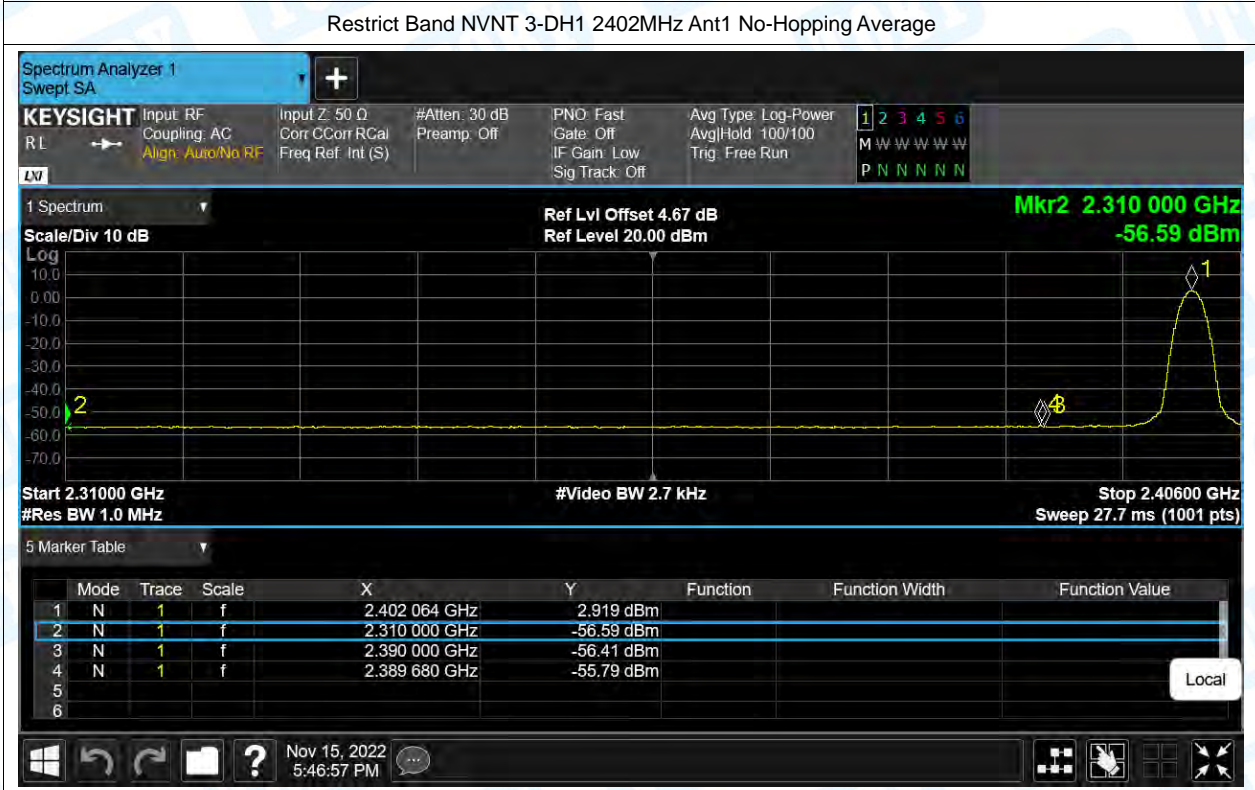 Restrict Band NVNT 3-DH1 2402MHz Ant1 No-Hopping Average
Spectrum Analyzer 1
Swept SA
+
KEYSIGHT
RL
LXI
Input: RF
Coupling: AC
Align: Auto/No RF
Input Z: 50 Ω
Corr CCorr RCal
Freq Ref: Int (S)
#Atten: 30 dB
Preamp: Off
PNO: Fast
Gate: Off
IF Gain: Low
Sig Track: Off
Avg Type: Log-Power
Avg|Hold: 100/100
Trig: Free Run
1 2 3 4 5 6
M W W W W W
P N N N N N
1 Spectrum
Scale/Div 10 dB
Ref Lvl Offset 4.67 dB
Ref Level 20.00 dBm
Mkr2 2.310 000 GHz
-56.59 dBm
Log
10.0
0.00
-10.0
-20.0
-30.0
-40.0
-50.0
-60.0
-70.0
1
2
4 3
Start 2.31000 GHz
#Video BW 2.7 kHz
Stop 2.40600 GHz
#Res BW 1.0 MHz
Sweep 27.7 ms (1001 pts)
5 Marker Table
Mode Trace Scale X Y Function Function Width Function Value
1 N 1 f 2.402 064 GHz 2.919 dBm
2 N 1 f 2.310 000 GHz -56.59 dBm
3 N 1 f 2.390 000 GHz -56.41 dBm
4 N 1 f 2.389 680 GHz -55.79 dBm
5
6
Local
?
Nov 15, 2022
5:46:57 PM